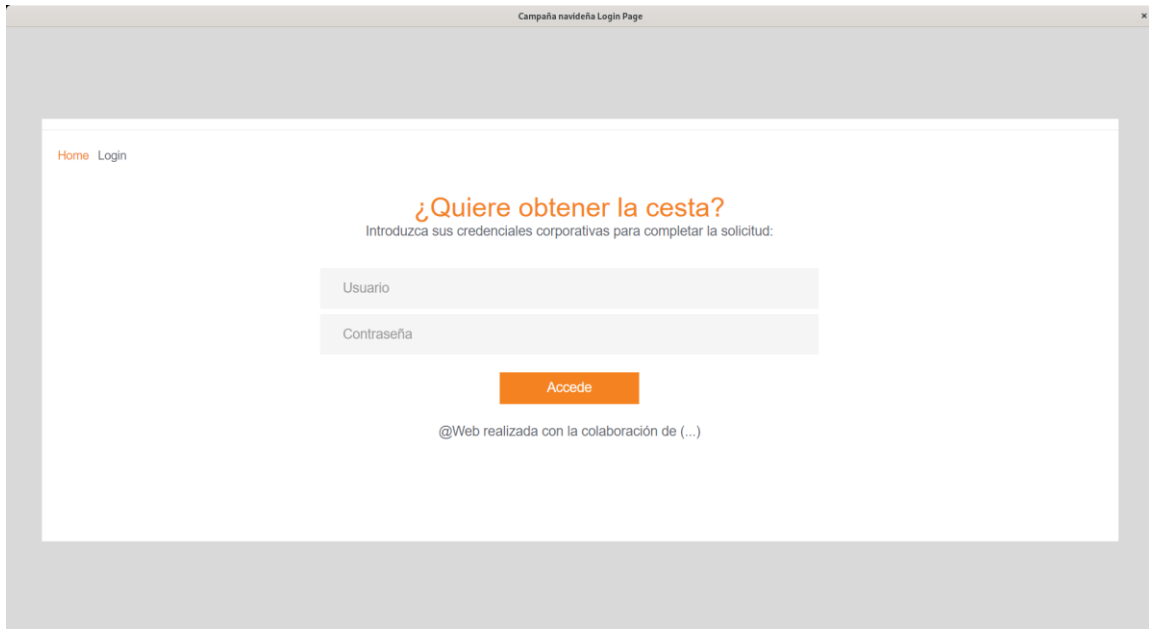 Campaña navideña Login Page
Home Login
¿Quiere obtener la cesta?
Introduzca sus credenciales corporativas para completar la solicitud:
Usuario
Contraseña
Accede
@Web realizada con la colaboración de (...)